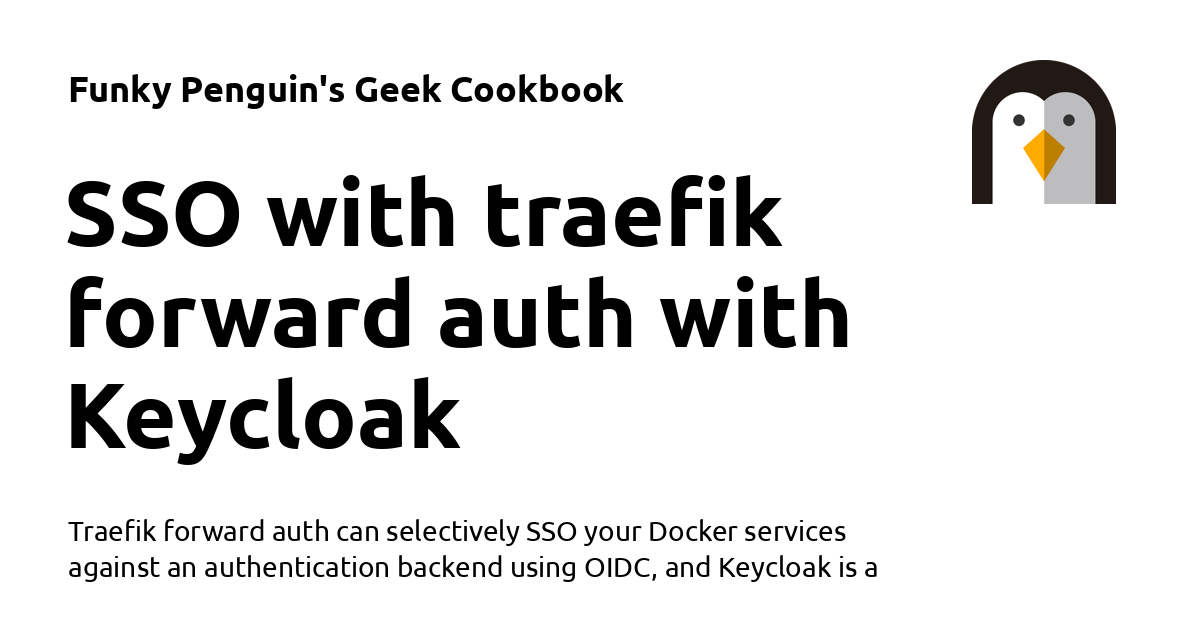 Funky Penguin's Geek Cookbook
SSO with traefik
forward auth with
Keycloak
Traefik forward auth can selectively SSO your Docker services
against an authentication backend using OIDC, and Keycloak is a